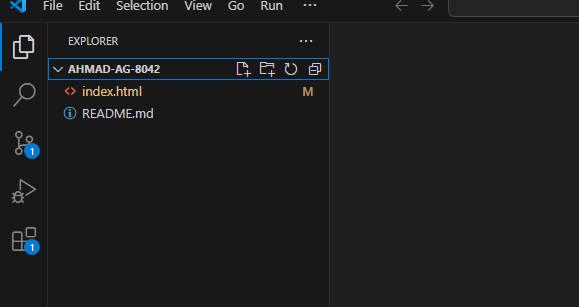 File Edit Selection View Go Run ···
EXPLORER ···
AHMAD-AG-8042
index.html M
README.md
1
1